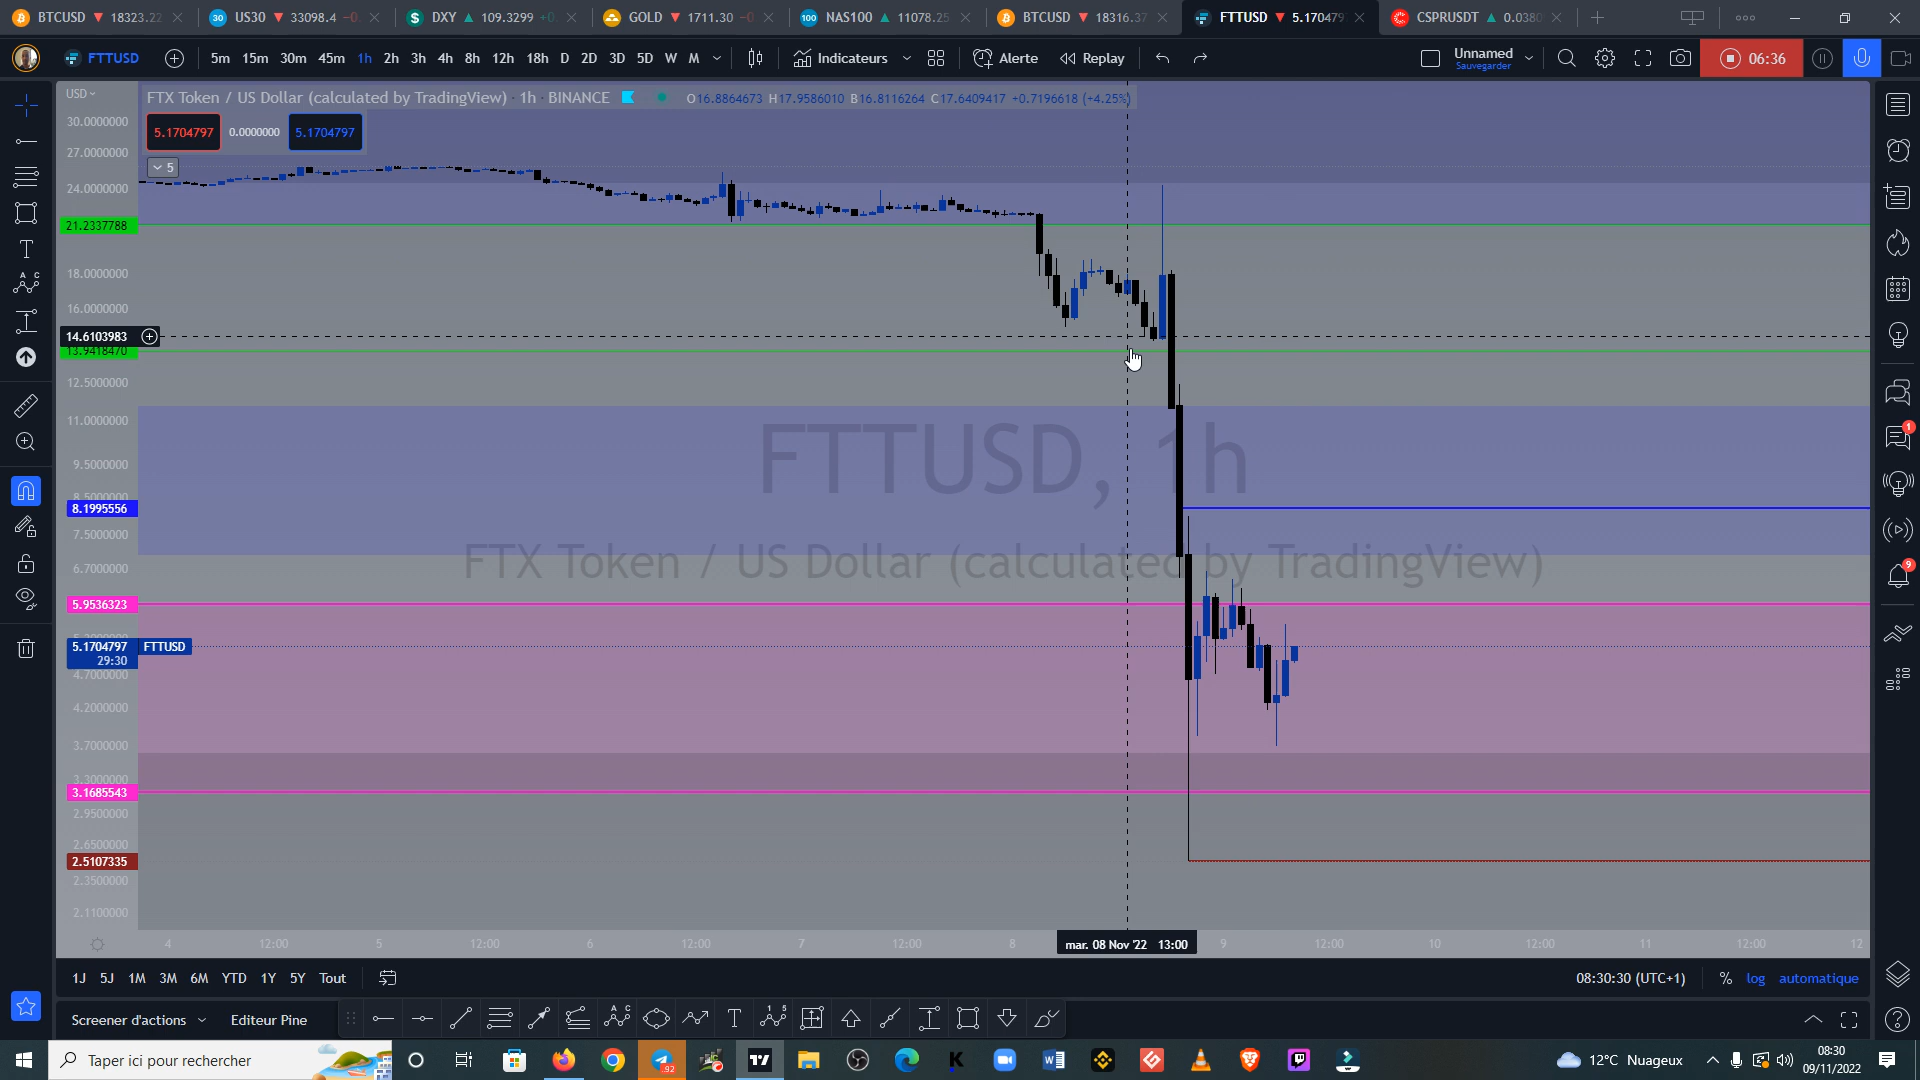 BTCUSD ▼ 18323.22
US30 ▼ 33098.4 −0.
DXY ▲ 109.3299 +0
GOLD ▼ 1711.30 −0
NAS100 ▲ 11078.25
BTCUSD ▼ 18316.37
FTTUSD ▼ 5.1704797
CSPRUSDT ▲ 0.0380
FTTUSD
5m 15m 30m 45m 1h 2h 3h 4h 8h 12h 18h D 2D 3D 5D W M
Indicateurs
Alerte
Replay
Unnamed
Sauvegarder
06:36
USD
FTX Token / US Dollar (calculated by TradingView) · 1h · BINANCE
O16.8864673 H17.9586010 B16.8116264 C17.6409417 +0.7196618 (+4.25%)
5.1704797 0.0000000 5.1704797
5
30.0000000
27.0000000
24.0000000
21.2337788
18.0000000
16.0000000
14.6103983
13.9418470
12.5000000
11.0000000
9.5000000
8.5000000
8.1995556
7.5000000
6.7000000
5.9536323
5.1704797 FTTUSD
29:30
4.7000000
4.2000000
3.7000000
3.3000000
3.1685543
2.9500000
2.6500000
2.5107335
2.3500000
2.1100000
FTTUSD, 1h
FTX Token / US Dollar (calculated by TradingView)
4 12:00 5 12:00 6 12:00 7 12:00 8 mar. 08 Nov '22 13:00 9 12:00 10 12:00 11 12:00 12
1J 5J 1M 3M 6M YTD 1Y 5Y Tout
08:30:30 (UTC+1) % log automatique
Screener d'actions Editeur Pine
Taper ici pour rechercher
12°C Nuageux
08:30
09/11/2022